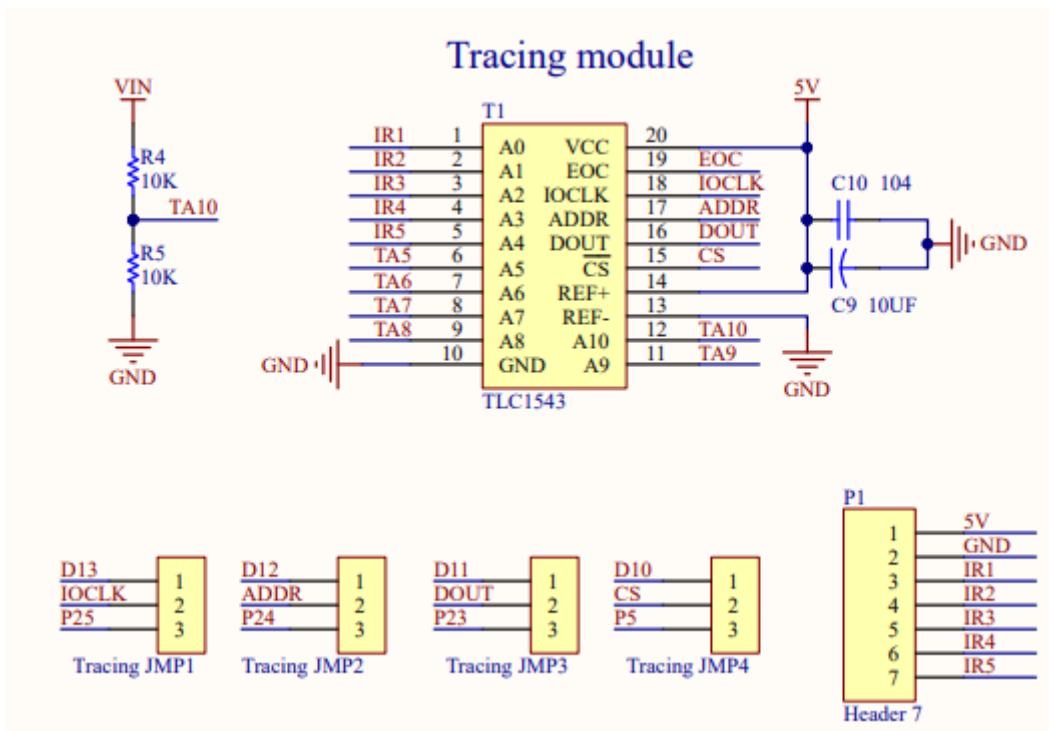 Tracing module
VIN
R4
10K
TA10
R5
10K
GND
T1
IR1 1 A0 VCC 20
IR2 2 A1 EOC 19 EOC
IR3 3 A2 IOCLK 18 IOCLK
IR4 4 A3 ADDR 17 ADDR
IR5 5 A4 DOUT 16 DOUT
TA5 6 A5 CS 15 CS
TA6 7 A6 REF+ 14
TA7 8 A7 REF- 13
TA8 9 A8 A10 12 TA10
GND 10 GND A9 11 TA9
TLC1543
5V
C10 104
GND
C9 10UF
GND
D13 1
IOCLK 2
P25 3
Tracing JMP1
D12 1
ADDR 2
P24 3
Tracing JMP2
D11 1
DOUT 2
P23 3
Tracing JMP3
D10 1
CS 2
P5 3
Tracing JMP4
P1
1 5V
2 GND
3 IR1
4 IR2
5 IR3
6 IR4
7 IR5
Header 7